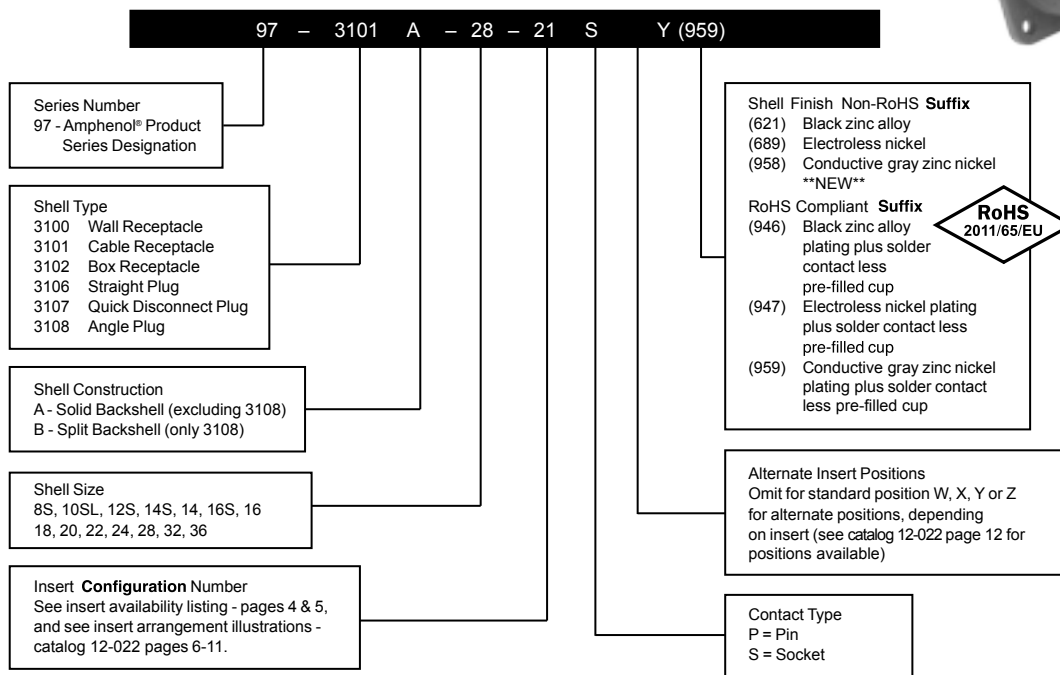 97 – 3101 A – 28 – 21 S Y (959)
Series Number
97 - Amphenol® Product
Series Designation
Shell Type
3100 Wall Receptacle
3101 Cable Receptacle
3102 Box Receptacle
3106 Straight Plug
3107 Quick Disconnect Plug
3108 Angle Plug
Shell Construction
A - Solid Backshell (excluding 3108)
B - Split Backshell (only 3108)
Shell Size
8S, 10SL, 12S, 14S, 14, 16S, 16
18, 20, 22, 24, 28, 32, 36
Insert Configuration Number
See insert availability listing - pages 4 & 5,
and see insert arrangement illustrations -
catalog 12-022 pages 6-11.
Shell Finish Non-RoHS Suffix
(621) Black zinc alloy
(689) Electroless nickel
(958) Conductive gray zinc nickel
**NEW**
RoHS Compliant Suffix
(946) Black zinc alloy
plating plus solder
contact less
pre-filled cup
(947) Electroless nickel plating
plus solder contact less
pre-filled cup
(959) Conductive gray zinc nickel
plating plus solder contact
less pre-filled cup
RoHS
2011/65/EU
Alternate Insert Positions
Omit for standard position W, X, Y or Z
for alternate positions, depending
on insert (see catalog 12-022 page 12 for
positions available)
Contact Type
P = Pin
S = Socket